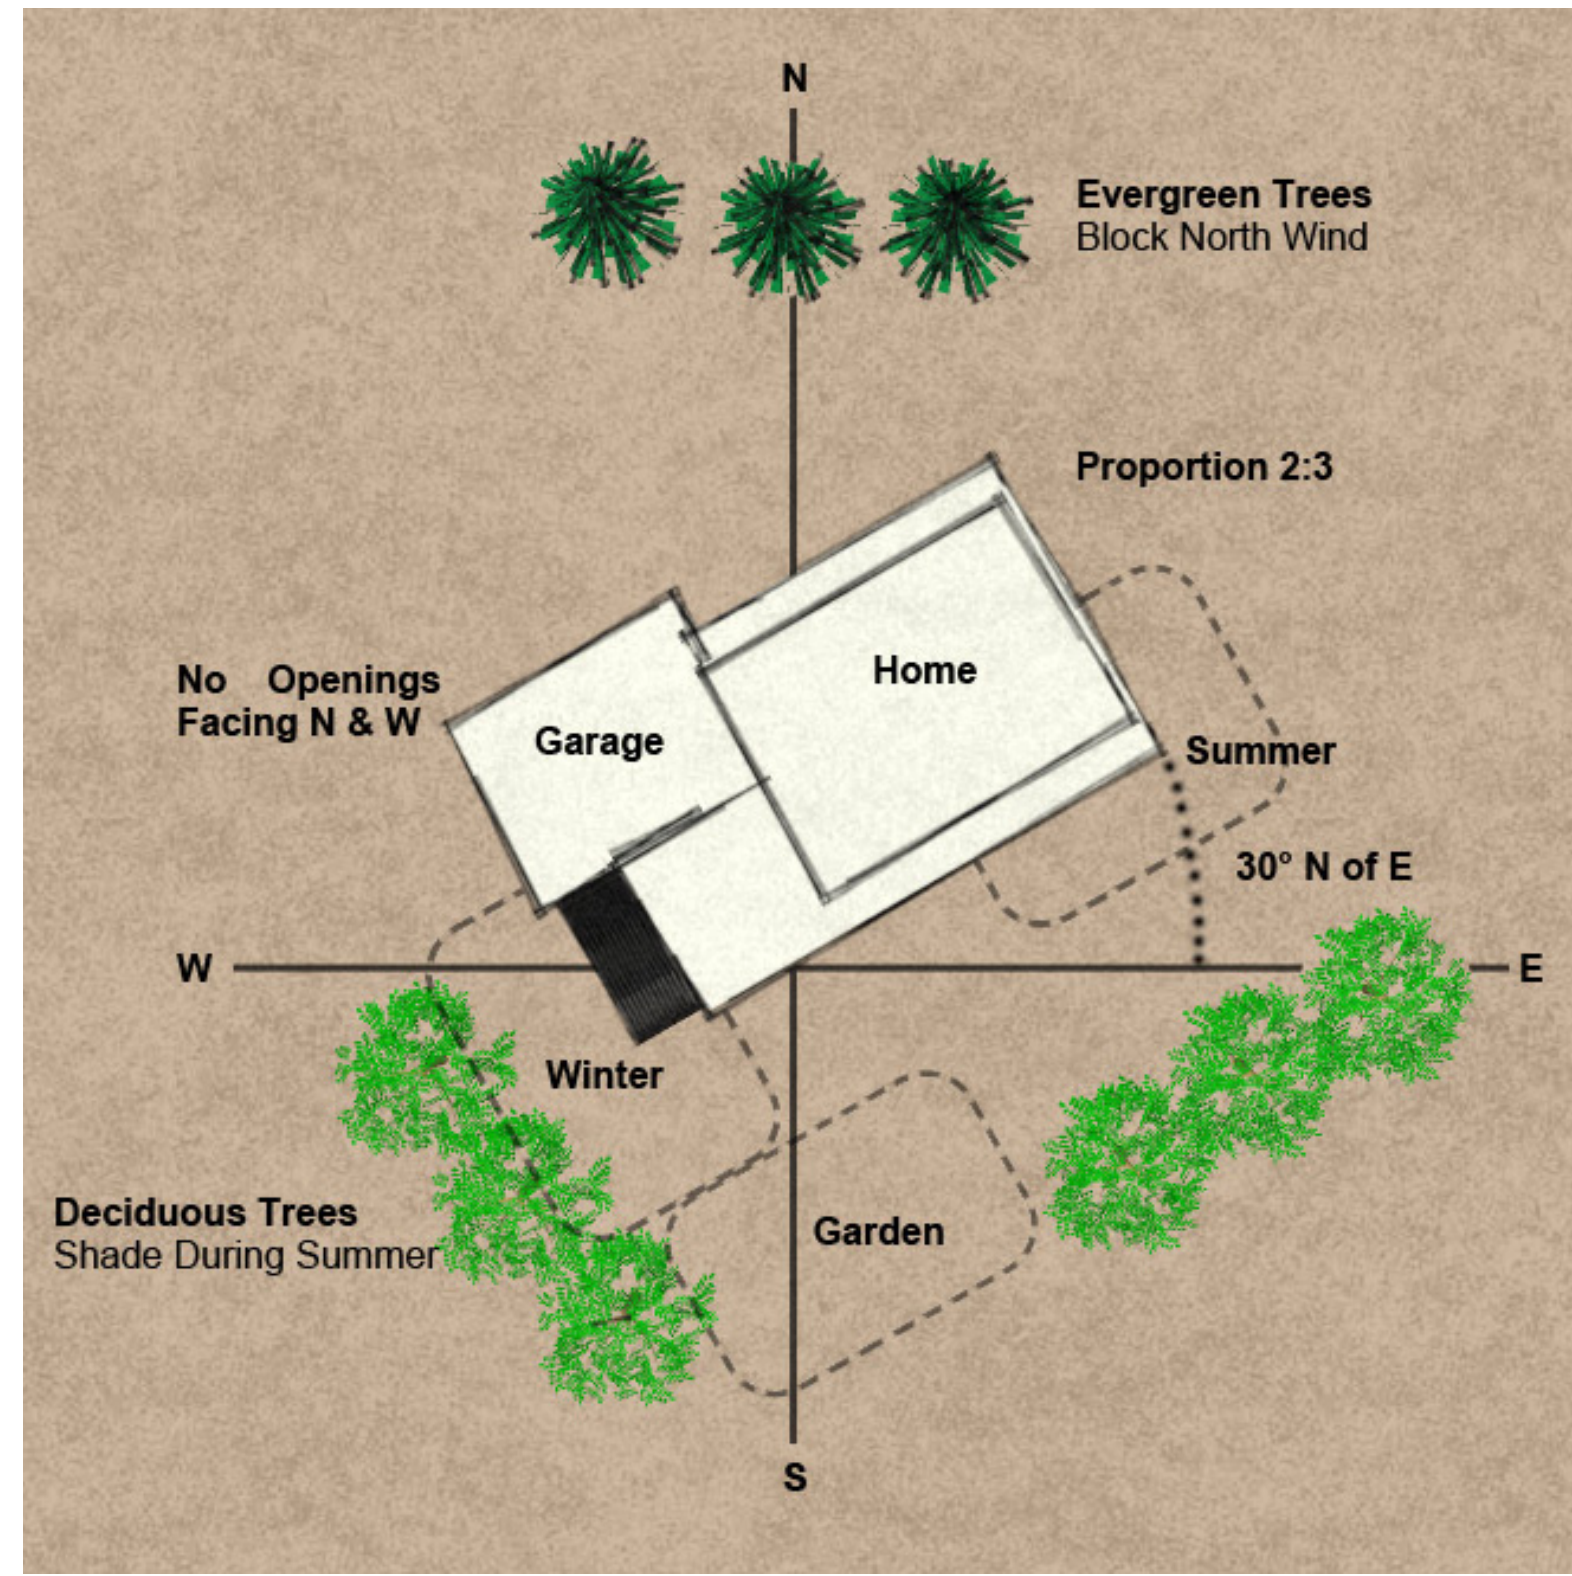 N
Evergreen Trees
Block North Wind
Proportion 2:3
Home
No Openings
Facing N & W
Garage
Summer
30° N of E
W
E
Winter
Deciduous Trees
Shade During Summer
Garden
S